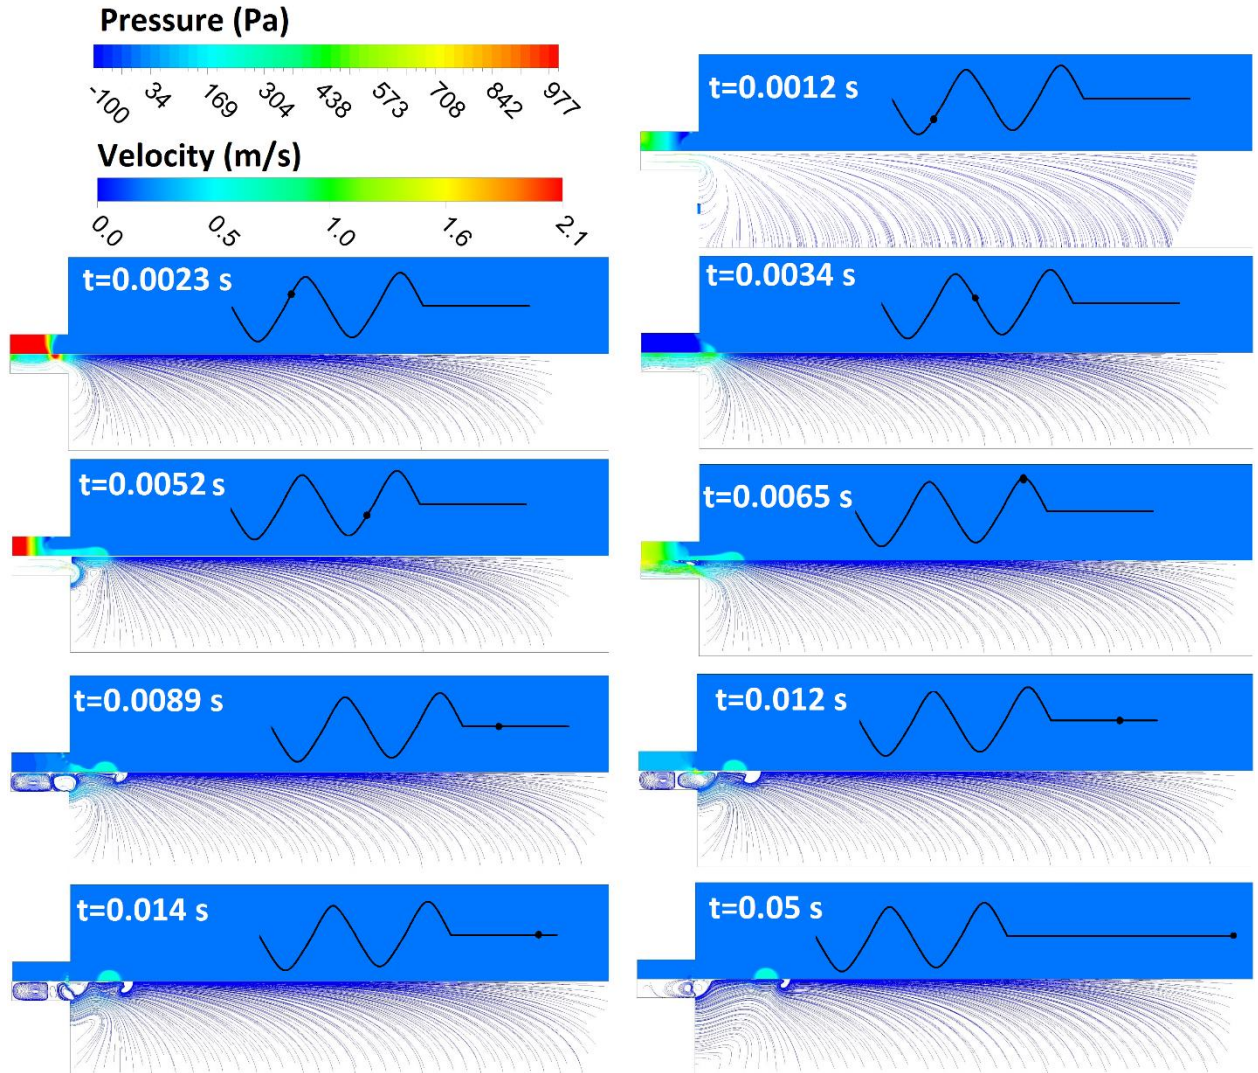 Pressure (Pa)
-100 34 169 304 438 573 708 842 977
Velocity (m/s)
0.0 0.5 1.0 1.6 2.1
t=0.0012 s
t=0.0023 s
t=0.0034 s
t=0.0052 s
t=0.0065 s
t=0.0089 s
t=0.012 s
t=0.014 s
t=0.05 s